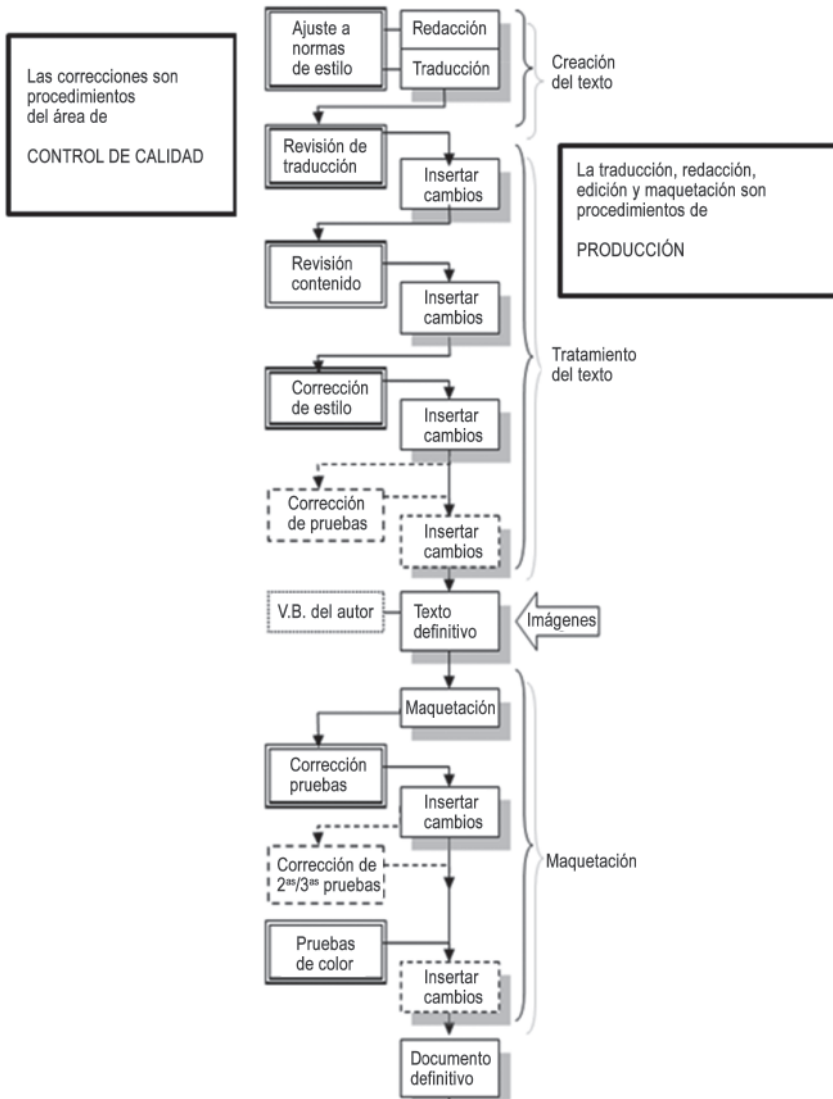 Las correcciones son
procedimientos
del área de
CONTROL DE CALIDAD
Ajuste a
normas
de estilo
Redacción
Traducción
Creación
del texto
Revisión de
traducción
Insertar
cambios
La traducción, redacción,
edición y maquetación son
procedimientos de
PRODUCCIÓN
Revisión
contenido
Insertar
cambios
Tratamiento
del texto
Corrección
de estilo
Insertar
cambios
Corrección
de pruebas
Insertar
cambios
V.B. del autor
Texto
definitivo
Imágenes
Maquetación
Corrección
pruebas
Insertar
cambios
Corrección de
2ᵃˢ/3ᵃˢ pruebas
Maquetación
Pruebas
de color
Insertar
cambios
Documento
definitivo